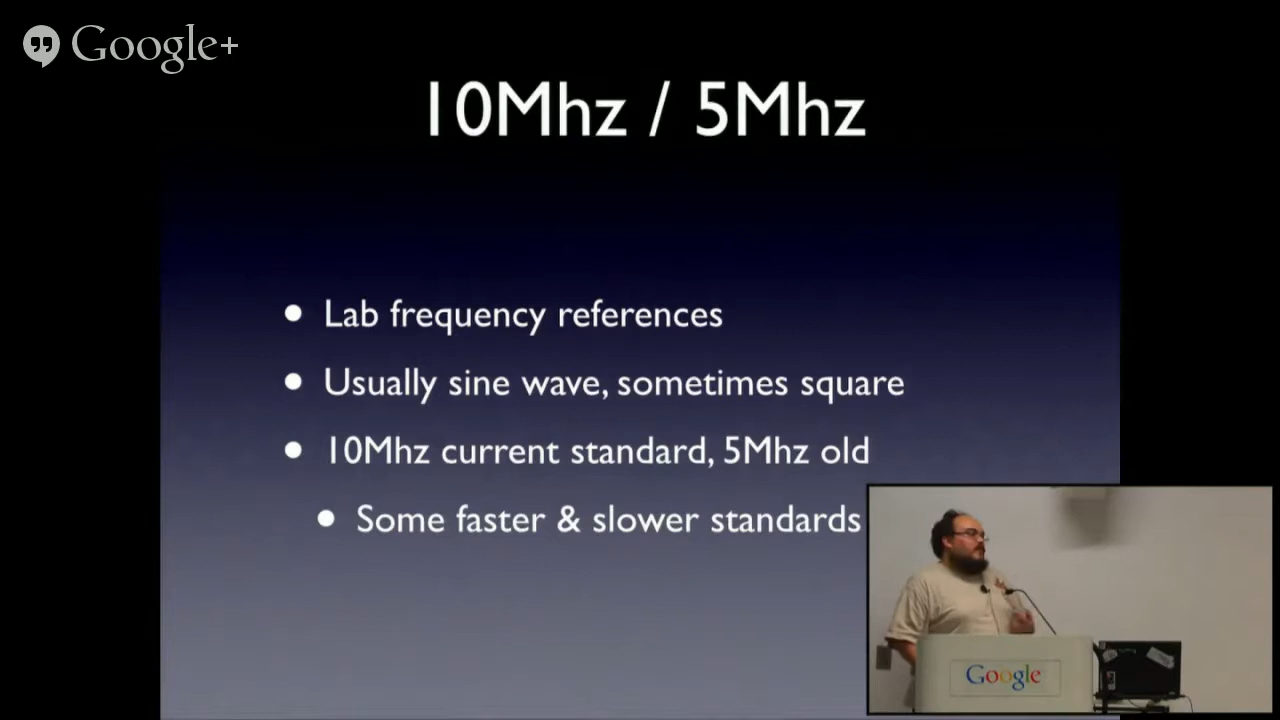 Google+
10Mhz / 5Mhz
Lab frequency references
Usually sine wave, sometimes square
10Mhz current standard, 5Mhz old
Some faster & slower standards
Google